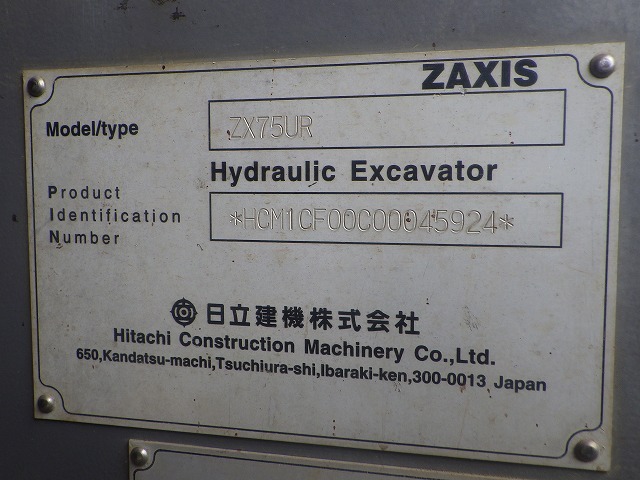 ZAXIS
Model/type ZX75UR
Hydraulic Excavator
Product
Identification
Number
*HCM1CF00C00045924*
日立建機株式会社
Hitachi Construction Machinery Co.,Ltd.
650,Kandatsu-machi,Tsuchiura-shi,Ibaraki-ken,300-0013 Japan